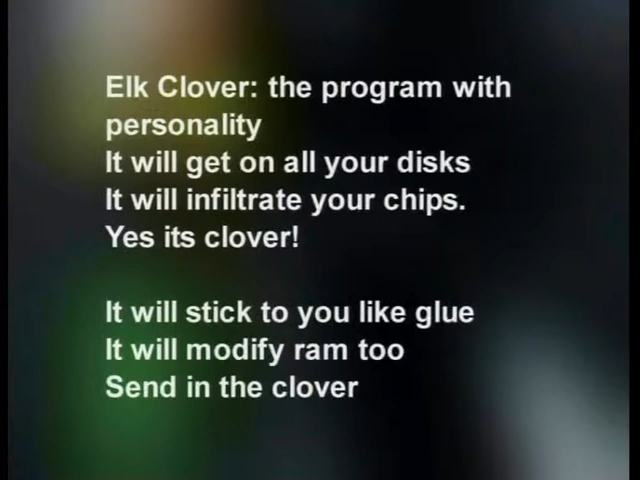 Elk Clover: the program with
personality
It will get on all your disks
It will infiltrate your chips.
Yes its clover!
It will stick to you like glue
It will modify ram too
Send in the clover